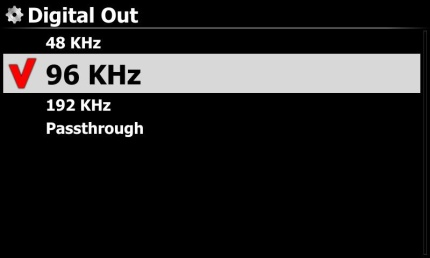 Digital Out
48 KHz
96 KHz
192 KHz
Passthrough